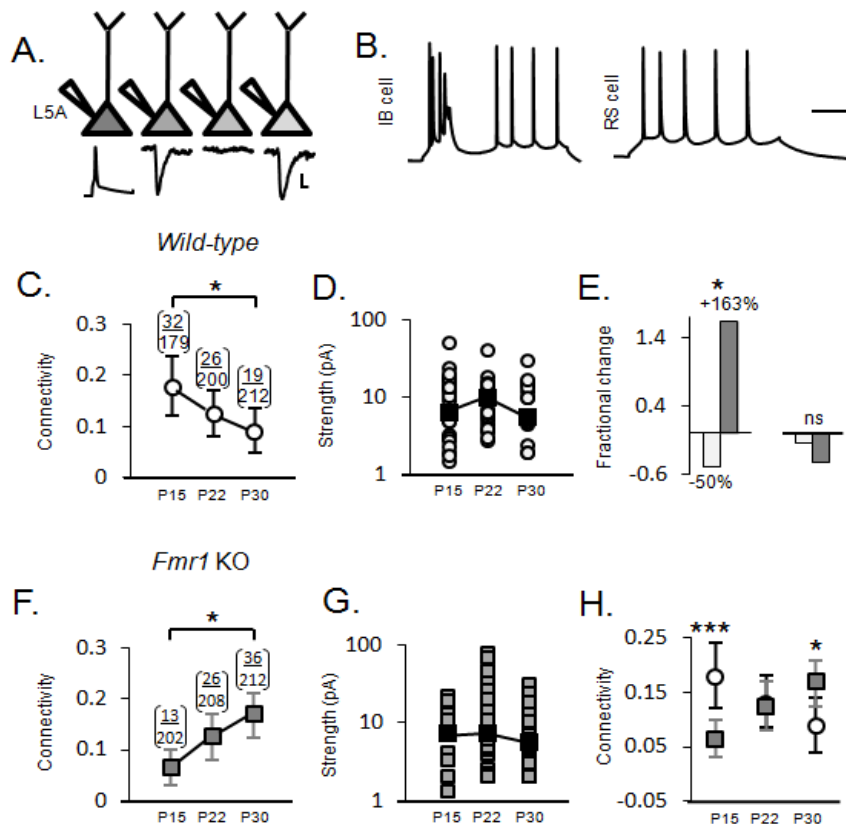 A.
L5A
L
B.
IB cell
RS cell
Wild-type
C.
Connectivity
0.3
0.2
0.1
0
32
179
26
200
19
212
*
P15 P22 P30
D.
Strength (pA)
100
10
1
P15 P22 P30
E.
Fractional change
1.4
0.4
-0.6
*
+163%
-50%
ns
Fmr1 KO
F.
Connectivity
0.3
0.2
0.1
0
13
202
26
208
36
212
*
P15 P22 P30
G.
Strength (pA)
100
10
1
P15 P22 P30
H.
Connectivity
0.25
0.15
0.05
-0.05
***
*
P15 P22 P30